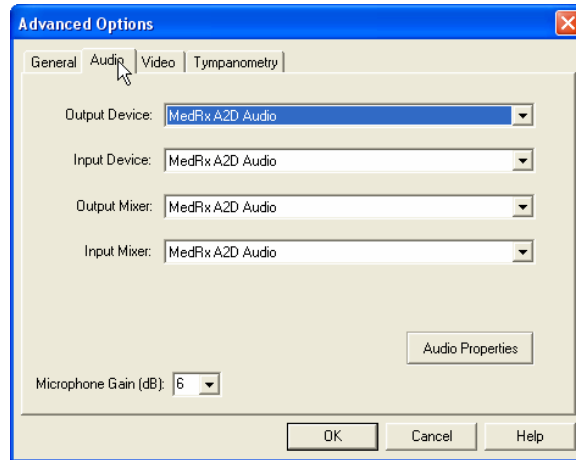 Advanced Options
General Audio Video Tympanometry
Output Device: MedRx A2D Audio
Input Device: MedRx A2D Audio
Output Mixer: MedRx A2D Audio
Input Mixer: MedRx A2D Audio
Audio Properties
Microphone Gain (dB): 6
OK Cancel Help